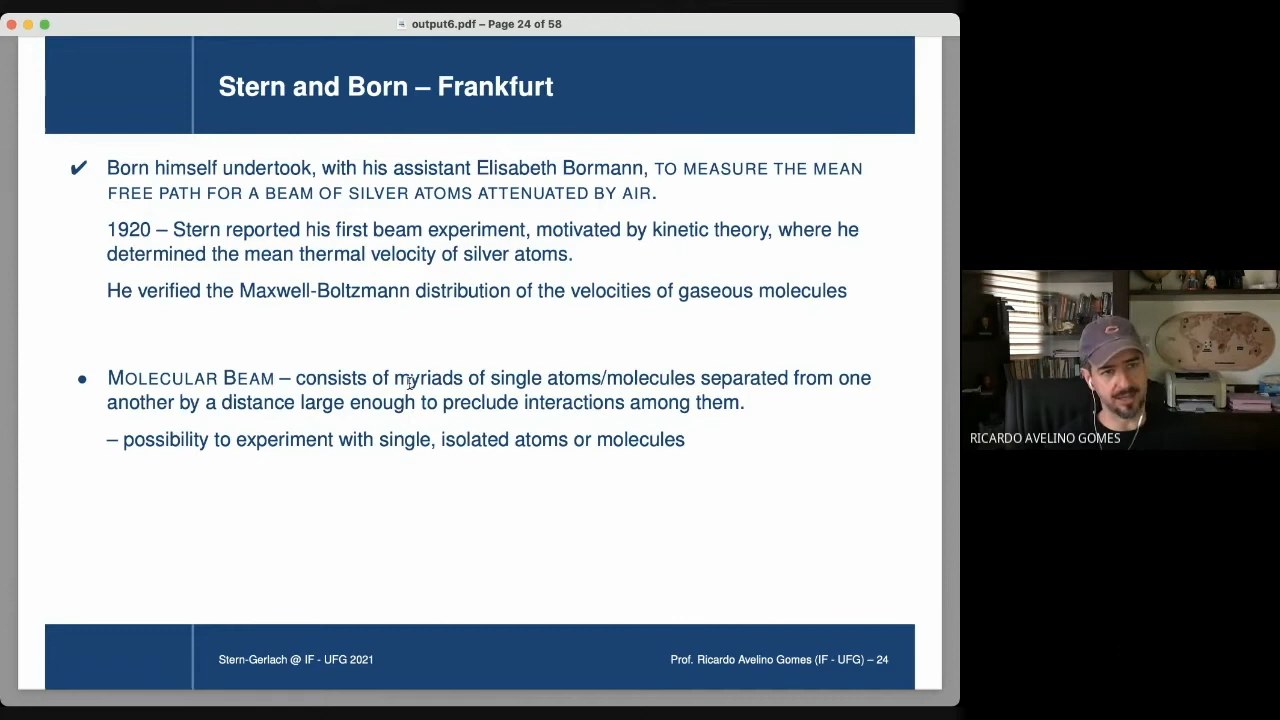 output6.pdf – Page 24 of 58
Stern and Born – Frankfurt
✔ Born himself undertook, with his assistant Elisabeth Bormann, TO MEASURE THE MEAN
FREE PATH FOR A BEAM OF SILVER ATOMS ATTENUATED BY AIR.
1920 – Stern reported his first beam experiment, motivated by kinetic theory, where he
determined the mean thermal velocity of silver atoms.
He verified the Maxwell-Boltzmann distribution of the velocities of gaseous molecules
• MOLECULAR BEAM – consists of myriads of single atoms/molecules separated from one
another by a distance large enough to preclude interactions among them.
– possibility to experiment with single, isolated atoms or molecules
RICARDO AVELINO GOMES
Stern-Gerlach @ IF - UFG 2021
Prof. Ricardo Avelino Gomes (IF - UFG) – 24